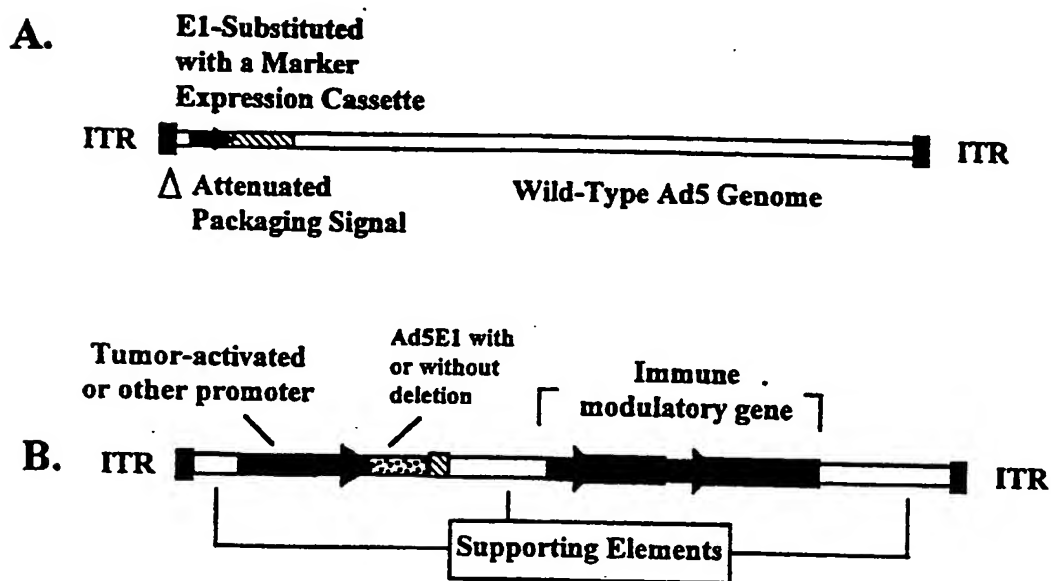 A.
E1-Substituted
with a Marker
Expression Cassette
ITR
ITR
Δ Attenuated
Packaging Signal
Wild-Type Ad5 Genome
Tumor-activated
or other promoter
Ad5E1 with
or without
deletion
Immune
modulatory gene
B.
ITR
ITR
Supporting Elements